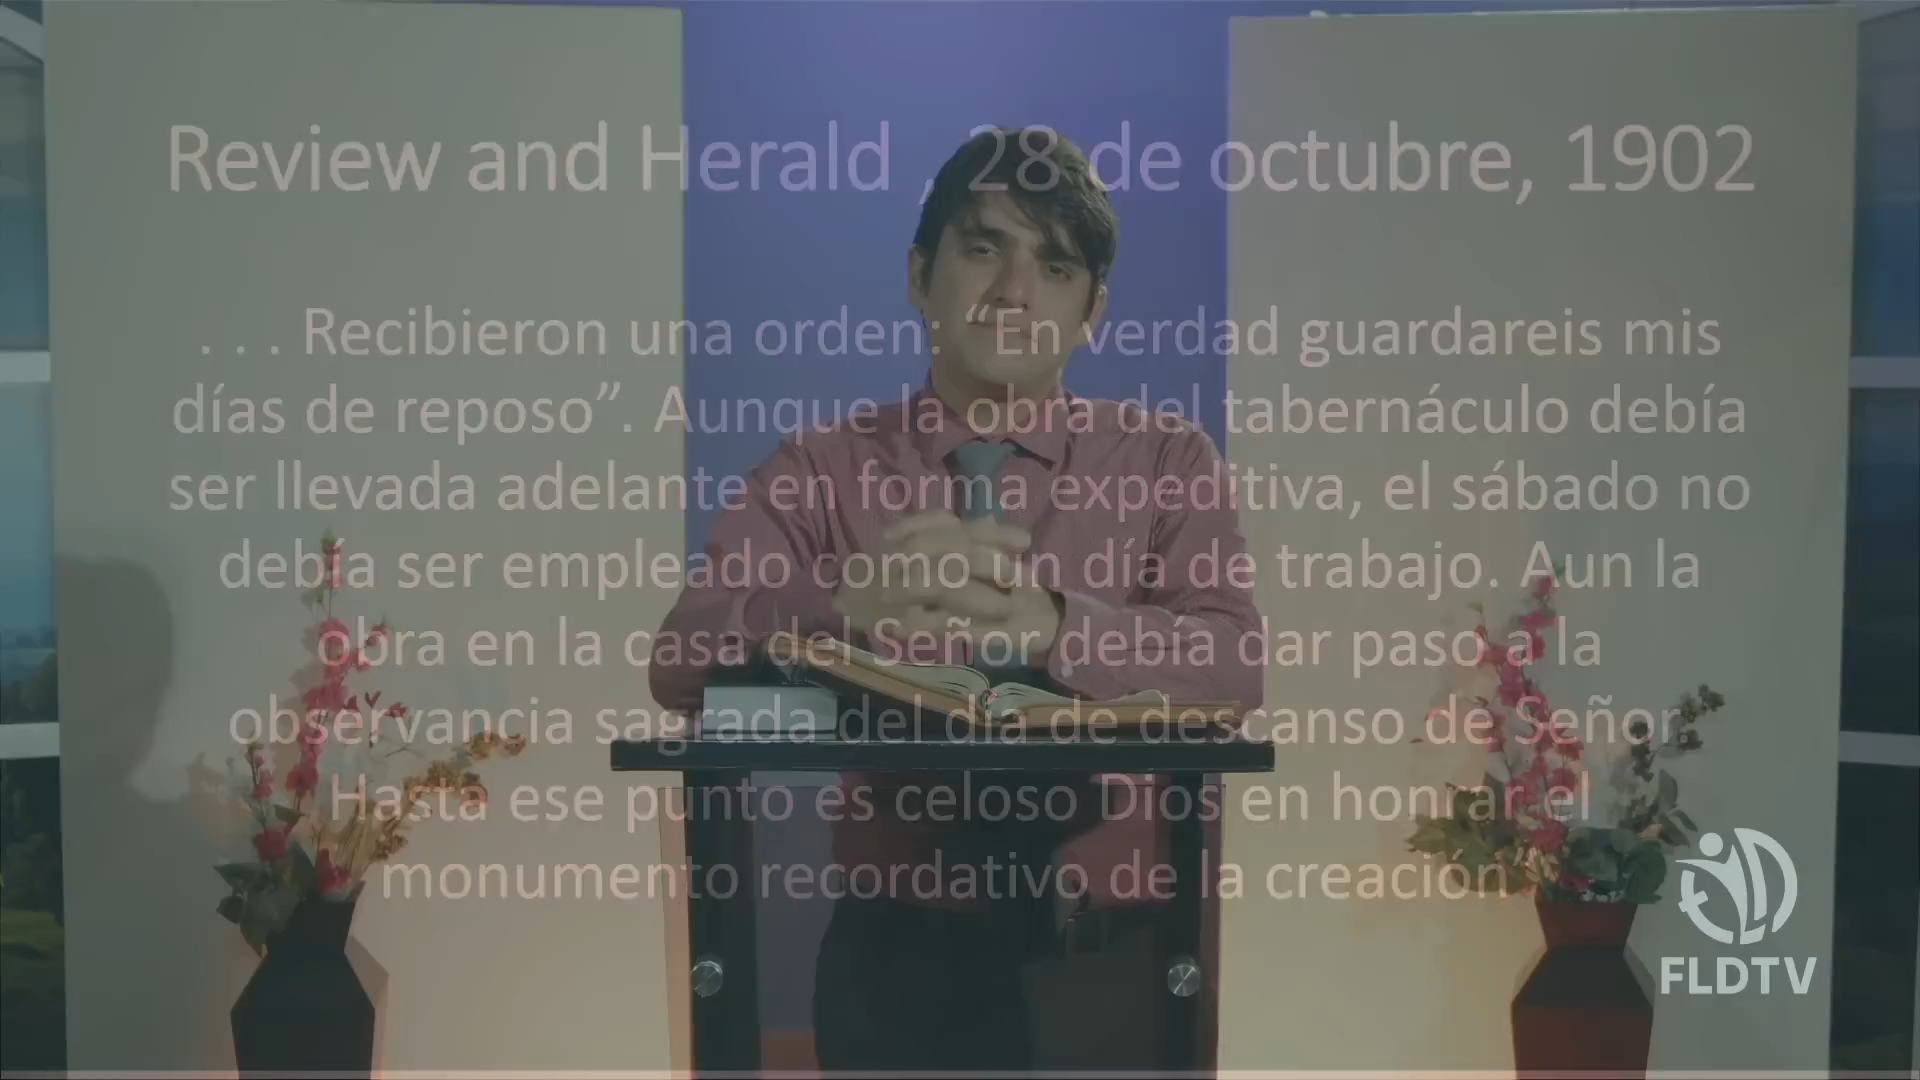 Review and Herald , 28 de octubre, 1902
. . . Recibieron una orden: “En verdad guardareis mis
días de reposo”. Aunque la obra del tabernáculo debía
ser llevada adelante en forma expeditiva, el sábado no
debía ser empleado como un día de trabajo. Aun la
obra en la casa del Señor debía dar paso a la
observancia sagrada del día de descanso de Señor.
Hasta ese punto es celoso Dios en honrar el
monumento recordativo de la creación
FLDTV